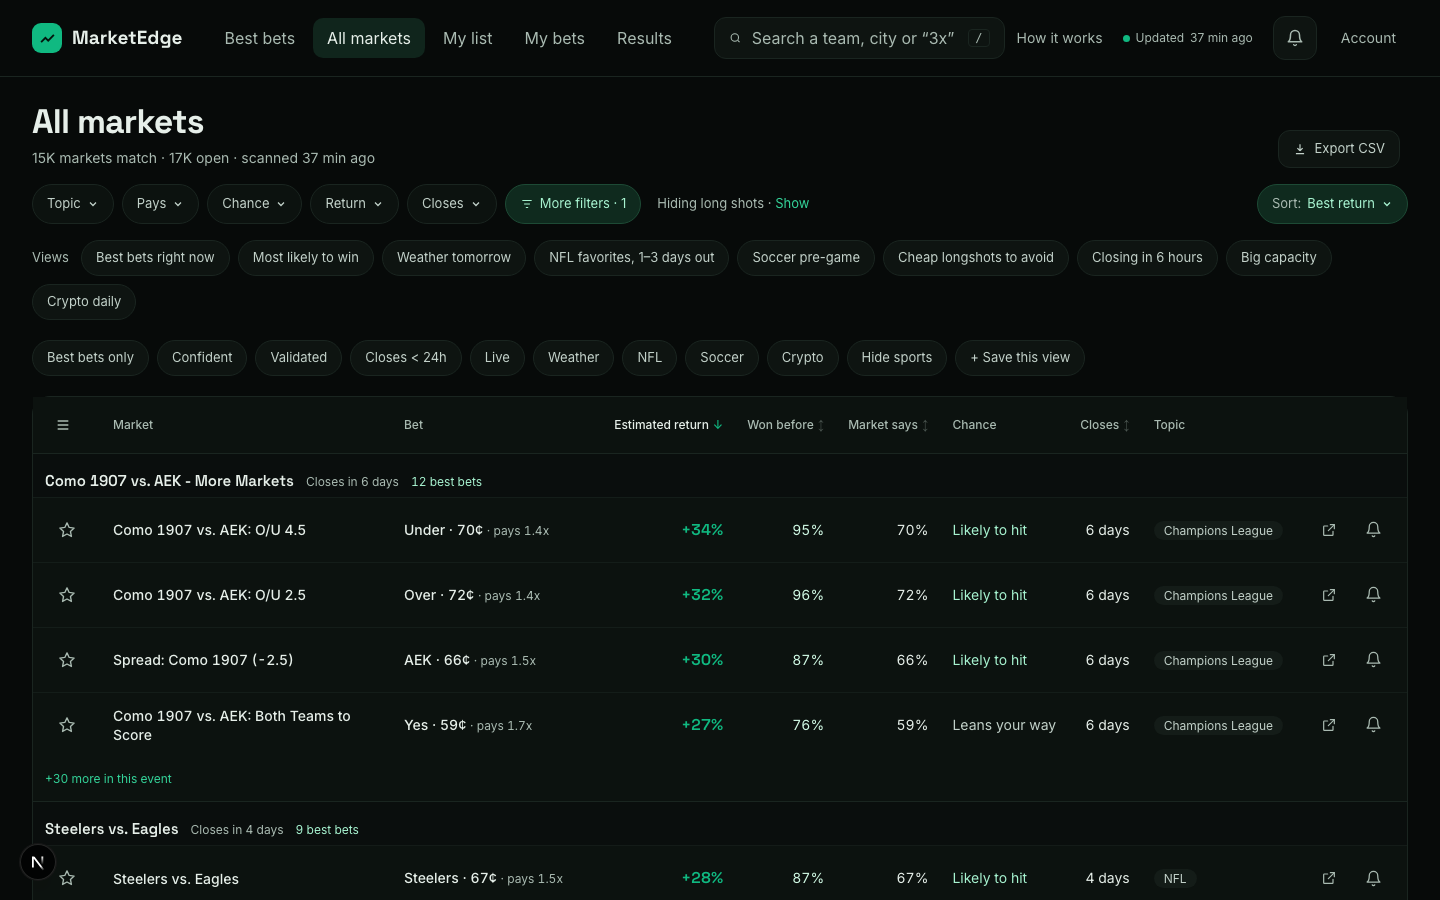 MarketEdge
Best bets
All markets
My list
My bets
Results
Search a team, city or “3x”
/
How it works
Updated 37 min ago
Account
All markets
15K markets match · 17K open · scanned 37 min ago
Export CSV
Topic
Pays
Chance
Return
Closes
More filters · 1
Hiding long shots · Show
Sort: Best return
Views
Best bets right now
Most likely to win
Weather tomorrow
NFL favorites, 1–3 days out
Soccer pre-game
Cheap longshots to avoid
Closing in 6 hours
Big capacity
Crypto daily
Best bets only
Confident
Validated
Closes < 24h
Live
Weather
NFL
Soccer
Crypto
Hide sports
+ Save this view
Market Bet Estimated return ↓ Won before ↕ Market says ↕ Chance Closes ↕ Topic
Como 1907 vs. AEK - More Markets Closes in 6 days 12 best bets
Como 1907 vs. AEK: O/U 4.5 Under · 70¢ · pays 1.4x +34% 95% 70% Likely to hit 6 days Champions League
Como 1907 vs. AEK: O/U 2.5 Over · 72¢ · pays 1.4x +32% 96% 72% Likely to hit 6 days Champions League
Spread: Como 1907 (-2.5) AEK · 66¢ · pays 1.5x +30% 87% 66% Likely to hit 6 days Champions League
Como 1907 vs. AEK: Both Teams to
Score
Yes · 59¢ · pays 1.7x +27% 76% 59% Leans your way 6 days Champions League
+30 more in this event
Steelers vs. Eagles Closes in 4 days 9 best bets
N
Steelers vs. Eagles Steelers · 67¢ · pays 1.5x +28% 87% 67% Likely to hit 4 days NFL